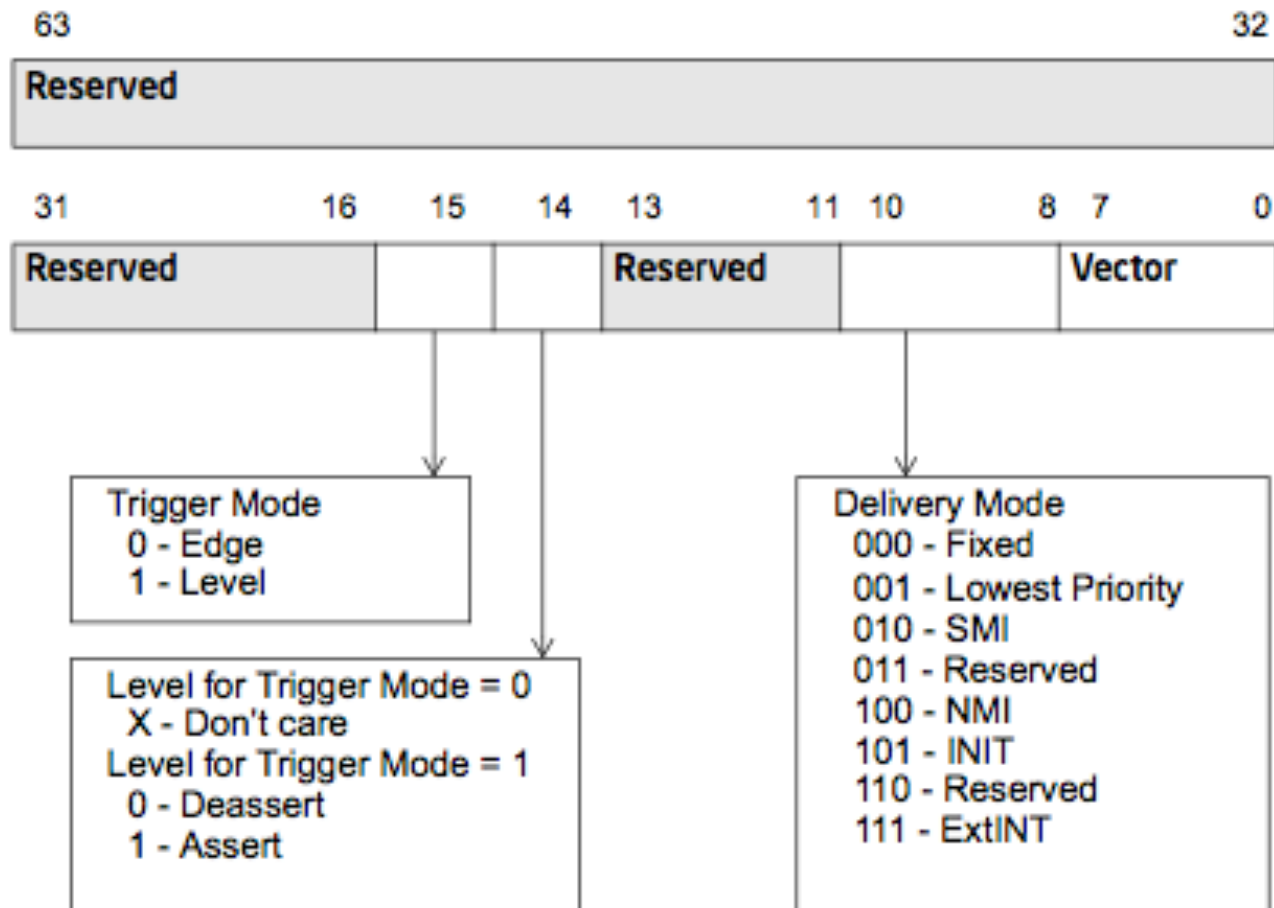 63 32
Reserved
31 16 15 14 13 11 10 8 7 0
Reserved Reserved Vector
Trigger Mode
0 - Edge
1 - Level
Level for Trigger Mode = 0
X - Don't care
Level for Trigger Mode = 1
0 - Deassert
1 - Assert
Delivery Mode
000 - Fixed
001 - Lowest Priority
010 - SMI
011 - Reserved
100 - NMI
101 - INIT
110 - Reserved
111 - ExtINT